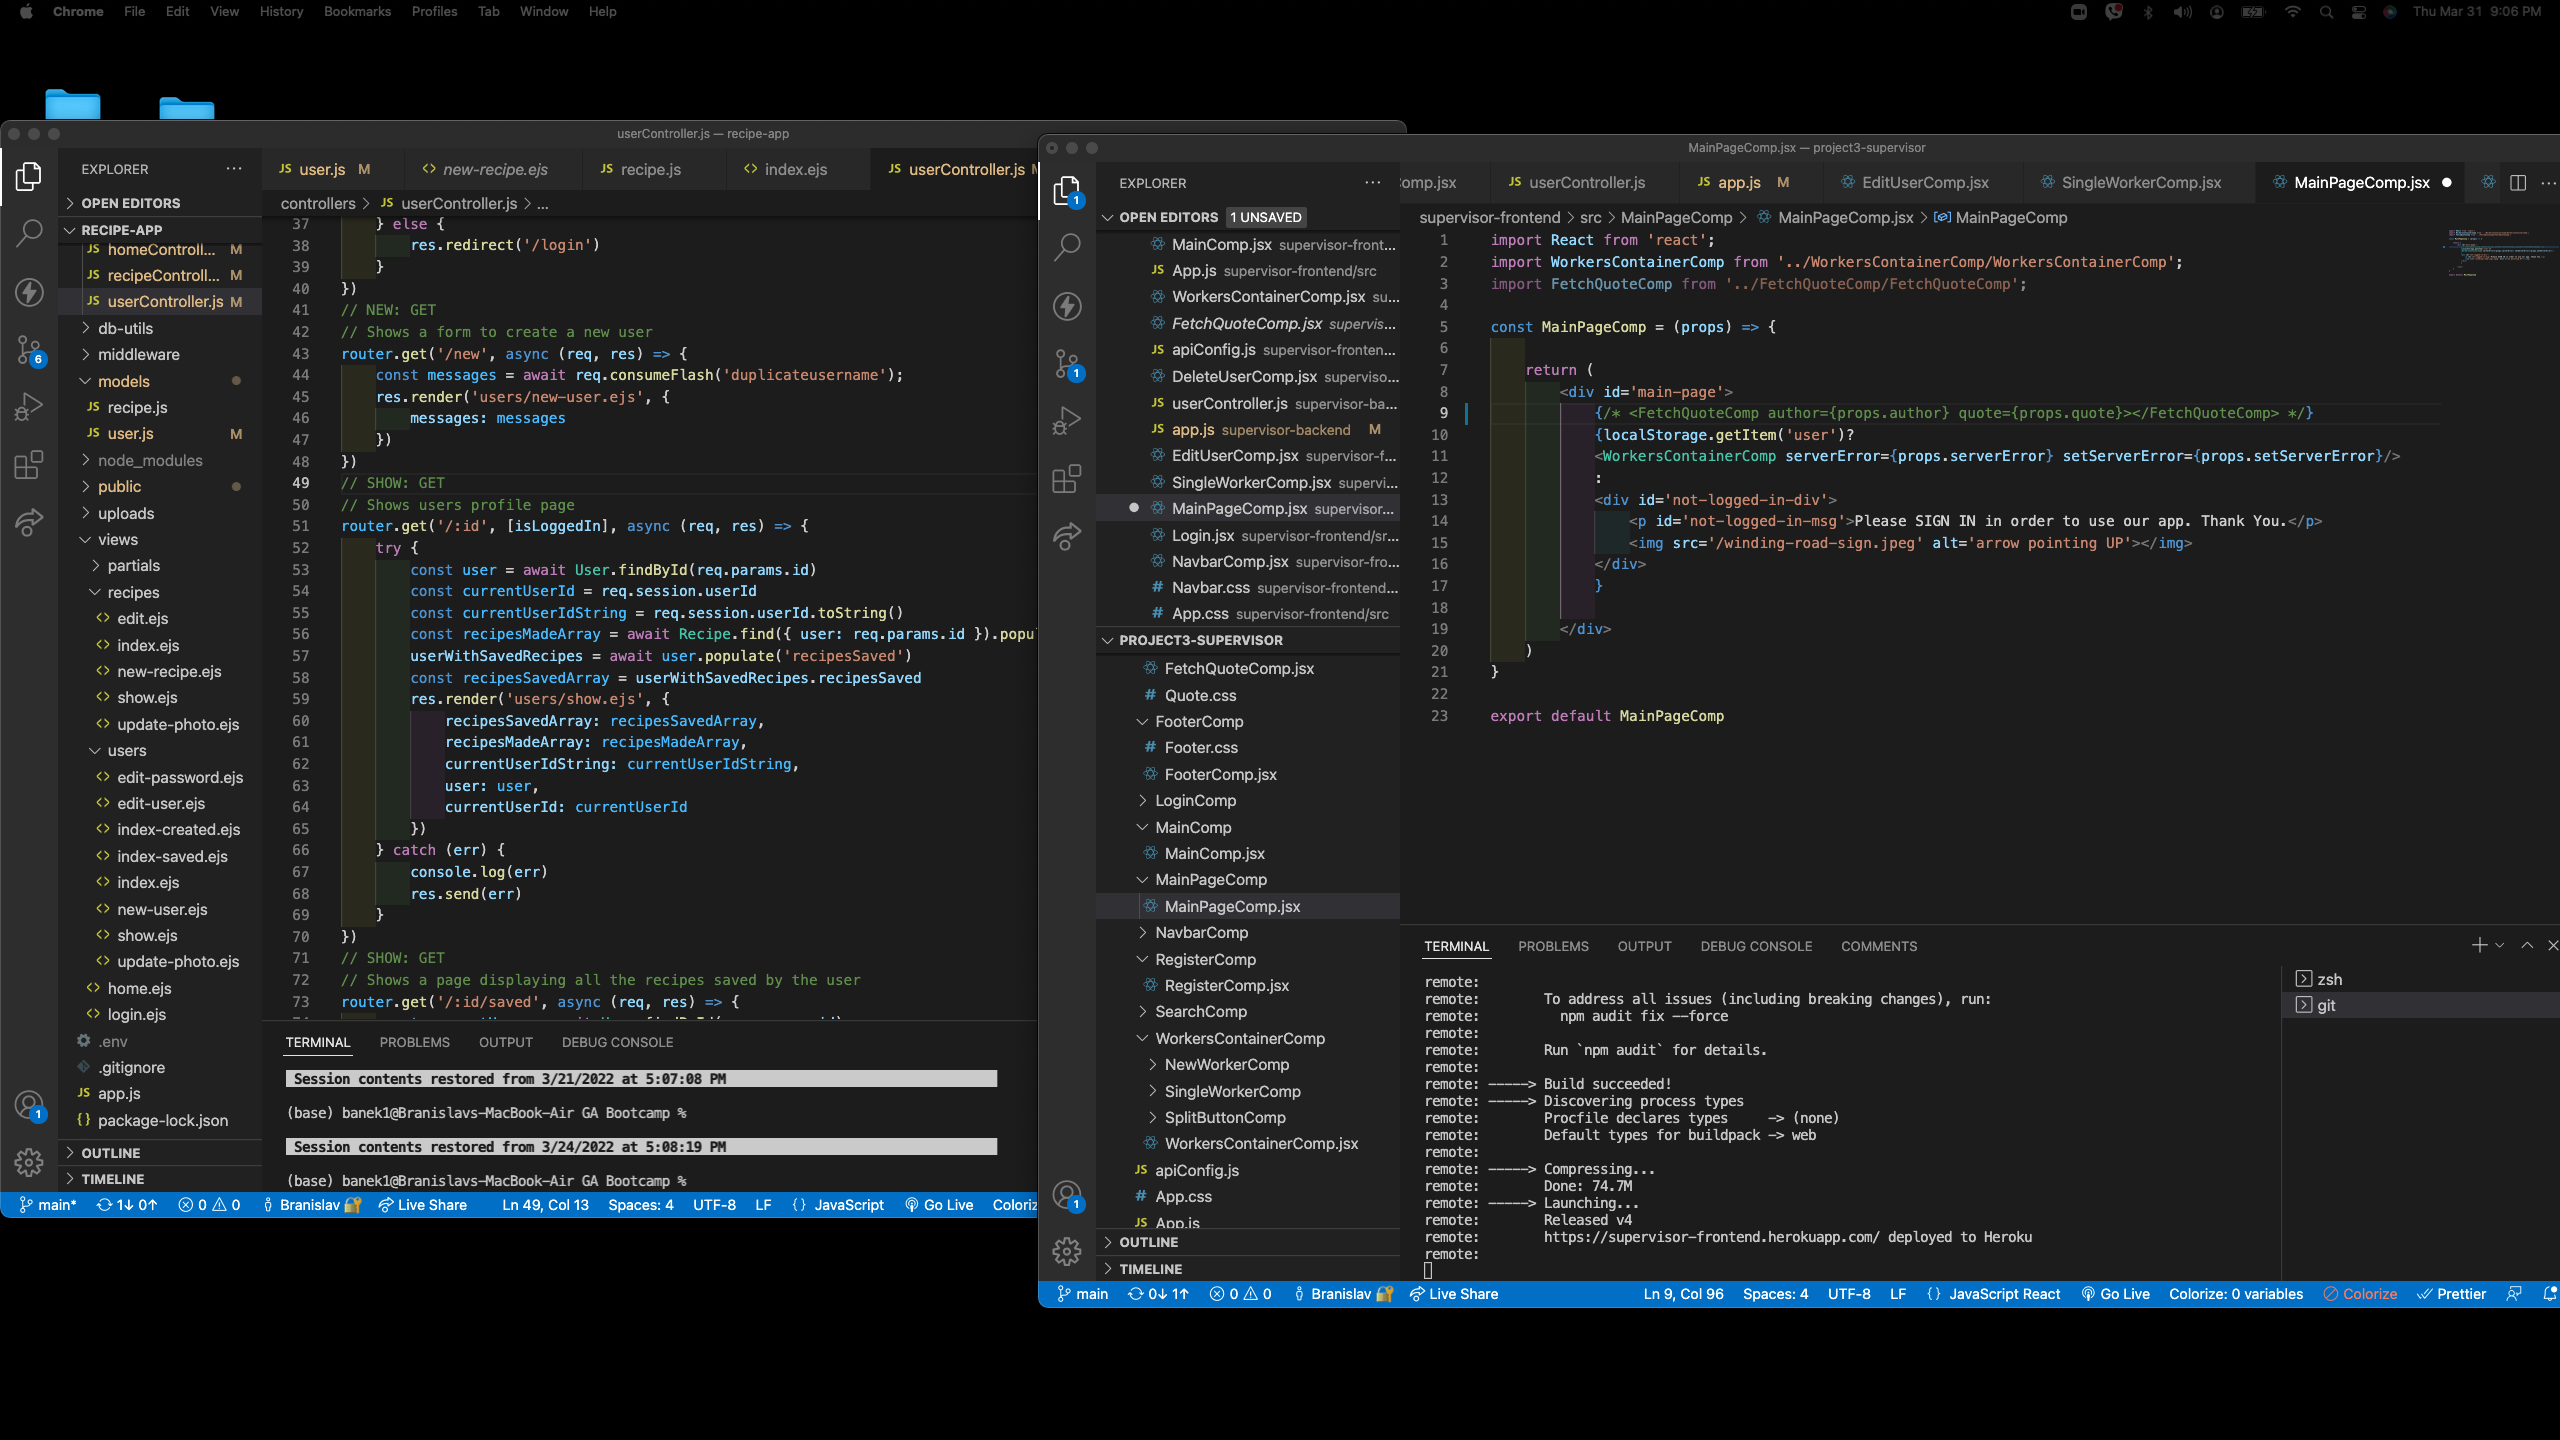 Chrome File Edit View History Bookmarks Profiles Tab Window Help
Thu Mar 31 9:06 PM
userController.js — recipe-app
EXPLORER
OPEN EDITORS
RECIPE-APP
JS homeControll... M
JS recipeControll... M
JS userController.js M
db-utils
middleware
models
JS recipe.js
JS user.js M
node_modules
public
uploads
views
partials
recipes
<> edit.ejs
<> index.ejs
<> new-recipe.ejs
<> show.ejs
<> update-photo.ejs
users
<> edit-password.ejs
<> edit-user.ejs
<> index-created.ejs
<> index-saved.ejs
<> index.ejs
<> new-user.ejs
<> show.ejs
<> update-photo.ejs
<> home.ejs
<> login.ejs
.env
.gitignore
JS app.js
{} package-lock.json
OUTLINE
TIMELINE
6
1
JS user.js M <> new-recipe.ejs JS recipe.js <> index.ejs JS userController.js M
controllers > JS userController.js > ...
37 } else {
38 res.redirect('/login')
39 }
40 })
41 // NEW: GET
42 // Shows a form to create a new user
43 router.get('/new', async (req, res) => {
44 const messages = await req.consumeFlash('duplicateusername');
45 res.render('users/new-user.ejs', {
46 messages: messages
47 })
48 })
49 // SHOW: GET
50 // Shows users profile page
51 router.get('/:id', [isLoggedIn], async (req, res) => {
52 try {
53 const user = await User.findById(req.params.id)
54 const currentUserId = req.session.userId
55 const currentUserIdString = req.session.userId.toString()
56 const recipesMadeArray = await Recipe.find({ user: req.params.id }).popu
57 userWithSavedRecipes = await user.populate('recipesSaved')
58 const recipesSavedArray = userWithSavedRecipes.recipesSaved
59 res.render('users/show.ejs', {
60 recipesSavedArray: recipesSavedArray,
61 recipesMadeArray: recipesMadeArray,
62 currentUserIdString: currentUserIdString,
63 user: user,
64 currentUserId: currentUserId
65 })
66 } catch (err) {
67 console.log(err)
68 res.send(err)
69 }
70 })
71 // SHOW: GET
72 // Shows a page displaying all the recipes saved by the user
73 router.get('/:id/saved', async (req, res) => {
TERMINAL PROBLEMS OUTPUT DEBUG CONSOLE
Session contents restored from 3/21/2022 at 5:07:08 PM
(base) banek1@Branislavs-MacBook-Air GA Bootcamp %
Session contents restored from 3/24/2022 at 5:08:19 PM
(base) banek1@Branislavs-MacBook-Air GA Bootcamp %
main* 1↓ 0↑ 0 0 Branislav Live Share Ln 49, Col 13 Spaces: 4 UTF-8 LF {} JavaScript Go Live Coloriz
MainPageComp.jsx — project3-supervisor
EXPLORER
OPEN EDITORS 1 UNSAVED
MainComp.jsx supervisor-front...
JS App.js supervisor-frontend/src
WorkersContainerComp.jsx su...
FetchQuoteComp.jsx supervis...
JS apiConfig.js supervisor-fronten...
DeleteUserComp.jsx superviso...
JS userController.js supervisor-ba...
JS app.js supervisor-backend M
EditUserComp.jsx supervisor-f...
SingleWorkerComp.jsx supervi...
MainPageComp.jsx supervisor...
Login.jsx supervisor-frontend/sr...
NavbarComp.jsx supervisor-fro...
# Navbar.css supervisor-frontend...
# App.css supervisor-frontend/src
PROJECT3-SUPERVISOR
FetchQuoteComp.jsx
# Quote.css
FooterComp
# Footer.css
FooterComp.jsx
LoginComp
MainComp
MainComp.jsx
MainPageComp
MainPageComp.jsx
NavbarComp
RegisterComp
RegisterComp.jsx
SearchComp
WorkersContainerComp
NewWorkerComp
SingleWorkerComp
SplitButtonComp
WorkersContainerComp.jsx
JS apiConfig.js
# App.css
JS App.js
OUTLINE
TIMELINE
1
1
1
omp.jsx JS userController.js JS app.js M EditUserComp.jsx SingleWorkerComp.jsx MainPageComp.jsx
supervisor-frontend > src > MainPageComp > MainPageComp.jsx > MainPageComp
1 import React from 'react';
2 import WorkersContainerComp from '../WorkersContainerComp/WorkersContainerComp';
3 import FetchQuoteComp from '../FetchQuoteComp/FetchQuoteComp';
4
5 const MainPageComp = (props) => {
6
7 return (
8 <div id='main-page'>
9 {/* <FetchQuoteComp author={props.author} quote={props.quote}></FetchQuoteComp> */}
10 {localStorage.getItem('user')?
11 <WorkersContainerComp serverError={props.serverError} setServerError={props.setServerError}/>
12 :
13 <div id='not-logged-in-div'>
14 <p id='not-logged-in-msg'>Please SIGN IN in order to use our app. Thank You.</p>
15 <img src='/winding-road-sign.jpeg' alt='arrow pointing UP'></img>
16 </div>
17 }
18
19 </div>
20 )
21 }
22
23 export default MainPageComp
TERMINAL PROBLEMS OUTPUT DEBUG CONSOLE COMMENTS
zsh
git
remote:
remote: To address all issues (including breaking changes), run:
remote: npm audit fix --force
remote:
remote: Run `npm audit` for details.
remote:
remote: -----> Build succeeded!
remote: -----> Discovering process types
remote: Procfile declares types -> (none)
remote: Default types for buildpack -> web
remote:
remote: -----> Compressing...
remote: Done: 74.7M
remote: -----> Launching...
remote: Released v4
remote: https://supervisor-frontend.herokuapp.com/ deployed to Heroku
remote:
main 0↓ 1↑ 0 0 Branislav Live Share Ln 9, Col 96 Spaces: 4 UTF-8 LF {} JavaScript React Go Live Colorize: 0 variables Colorize Prettier